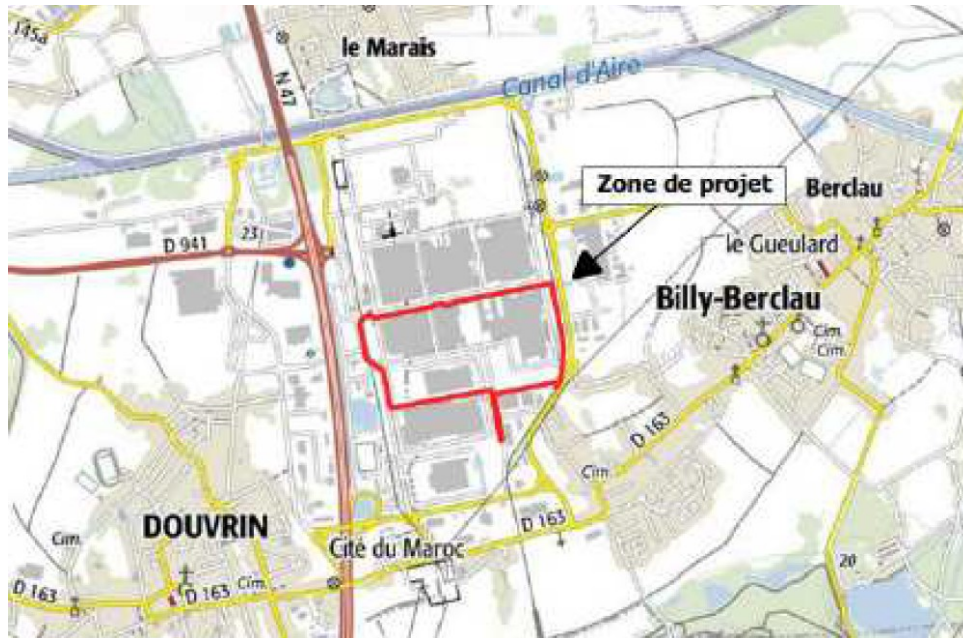 145a
le Marais
N 47
Canal d'Aire
Zone de projet
Berclau
D 941
23
le Gueulard
Billy-Berclau
Cim.
Cim.
D 163
Cim.
DOUVRIN
D 163
Cité du Maroc
Cim.
20
D 163
D 163
Cim.